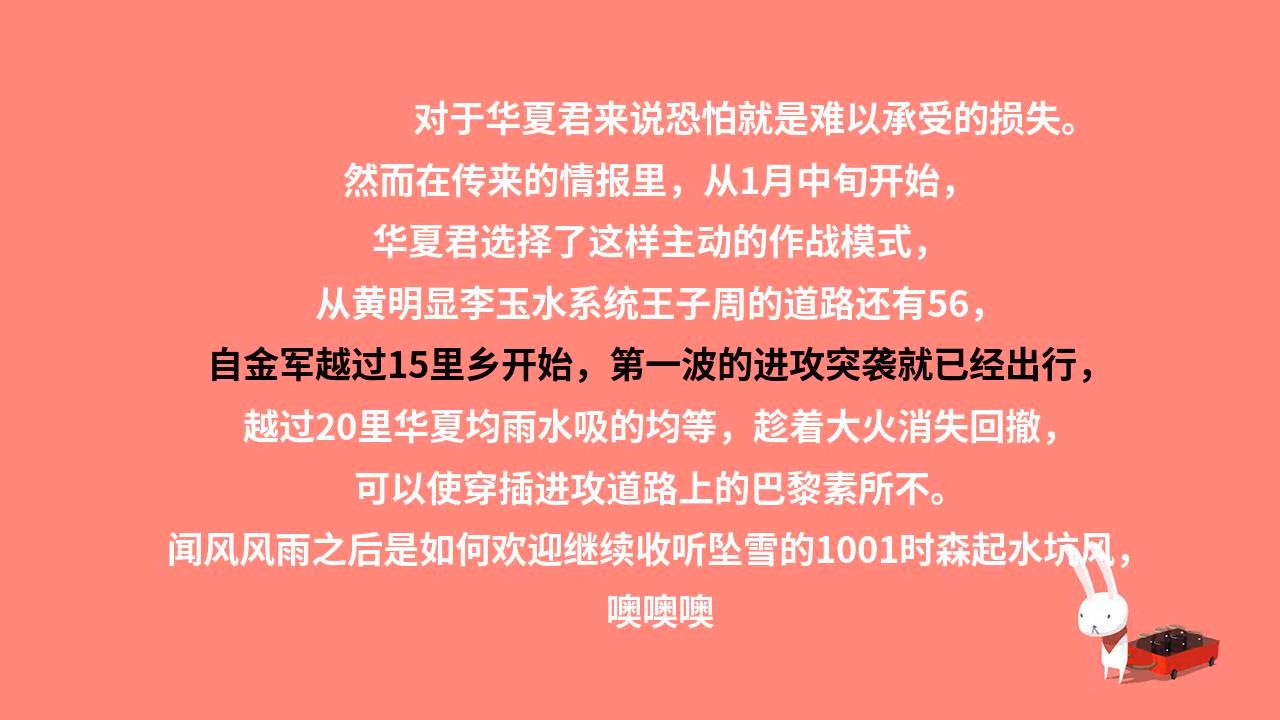 对于华夏君来说恐怕就是难以承受的损失。
然而在传来的情报里，从1月中旬开始，
华夏君选择了这样主动的作战模式，
从黄明显李玉水系统王子周的道路还有56，
自金军越过15里乡开始，第一波的进攻突袭就已经出行，
越过20里华夏均雨水吸的均等，趁着大火消失回撤，
可以使穿插进攻道路上的巴黎素所不。
闻风风雨之后是如何欢迎继续收听坠雪的1001时森起水坑风，
噢噢噢